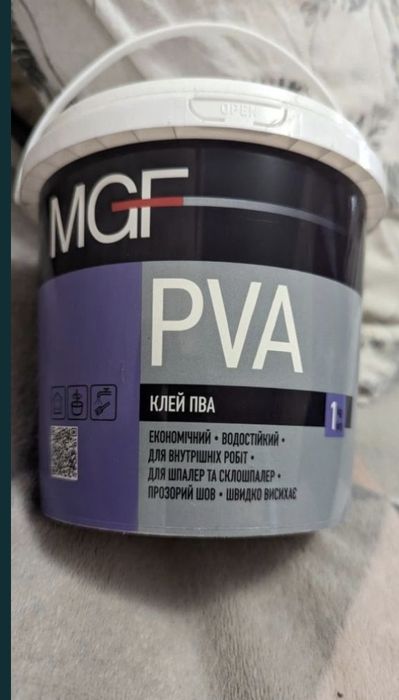 OPEN
MGF
PVA
КЛЕЙ ПВА
1
ЕКОНОМІЧНИЙ • ВОДОСТІЙКИЙ •
ДЛЯ ВНУТРІШНІХ РОБІТ •
ДЛЯ ШПАЛЕР ТА СКЛОШПАЛЕР •
ПРОЗОРИЙ ШОВ • ШВИДКО ВИСИХАЄ